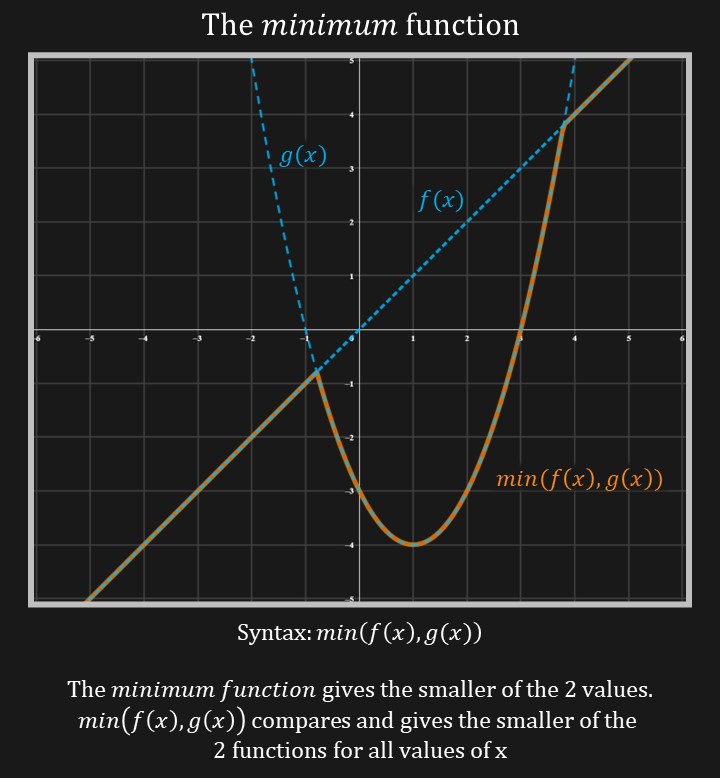 The minimum function
5
g(x)
4
3
f(x)
2
1
-6 -5 -4 -3 -2 -1 0 1 2 3 4 5 6
-1
-2
min(f(x),g(x))
-3
-4
-5
Syntax: min(f(x),g(x))
The minimum function gives the smaller of the 2 values.
min(f(x),g(x)) compares and gives the smaller of the
2 functions for all values of x